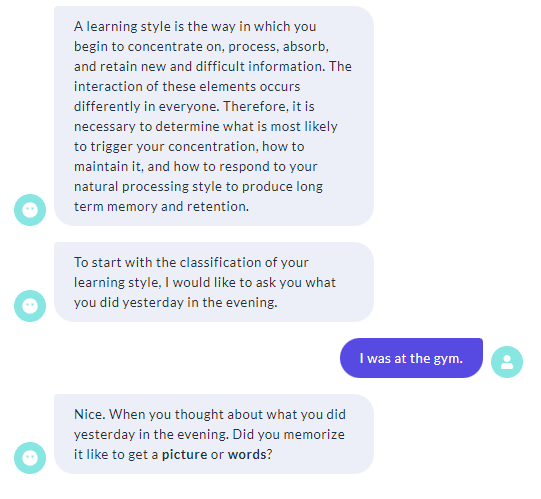 A learning style is the way in which you
begin to concentrate on, process, absorb,
and retain new and difficult information. The
interaction of these elements occurs
differently in everyone. Therefore, it is
necessary to determine what is most likely
to trigger your concentration, how to
maintain it, and how to respond to your
natural processing style to produce long
term memory and retention.
To start with the classification of your
learning style, I would like to ask you what
you did yesterday in the evening.
I was at the gym.
Nice. When you thought about what you did
yesterday in the evening. Did you memorize
it like to get a picture or words?